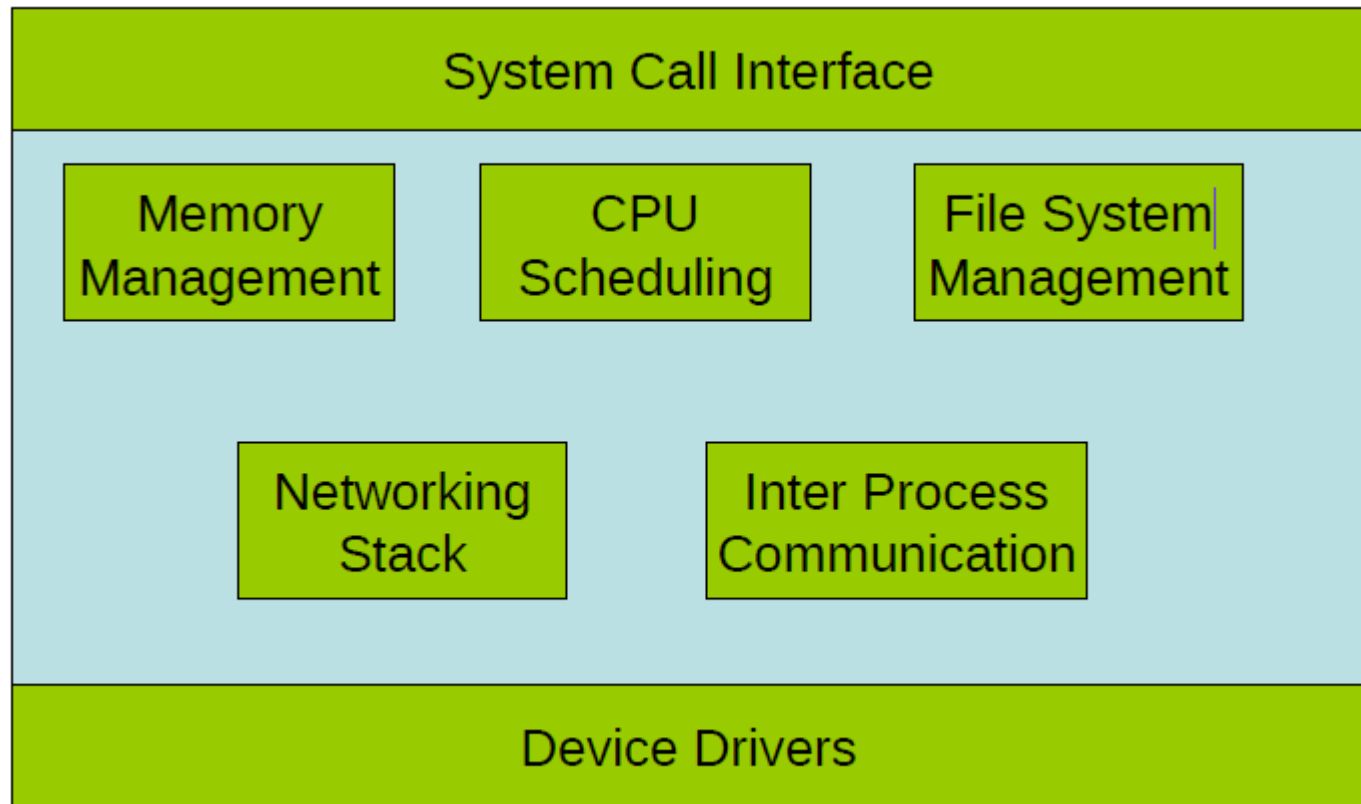 System Call Interface
Memory
Management
CPU
Scheduling
File System
Management
Networking
Stack
Inter Process
Communication
Device Drivers